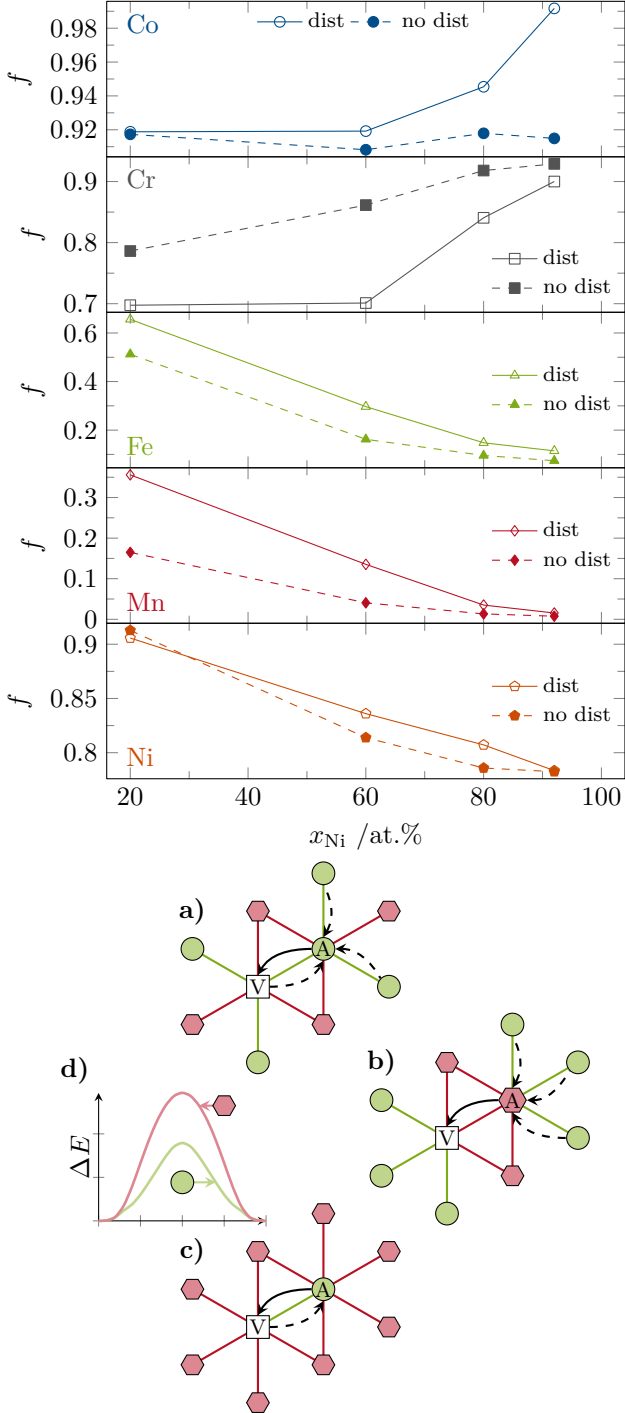 0.98
0.96
0.94
0.92
f
Co
dist
no dist
0.9
0.8
0.7
f
Cr
dist
no dist
0.6
0.4
0.2
f
Fe
dist
no dist
0.3
0.2
0.1
0
f
Mn
dist
no dist
0.9
0.85
0.8
f
Ni
dist
no dist
20 40 60 80 100
x_Ni /at.%
a)
A
V
b)
A
V
d)
ΔE
c)
A
V